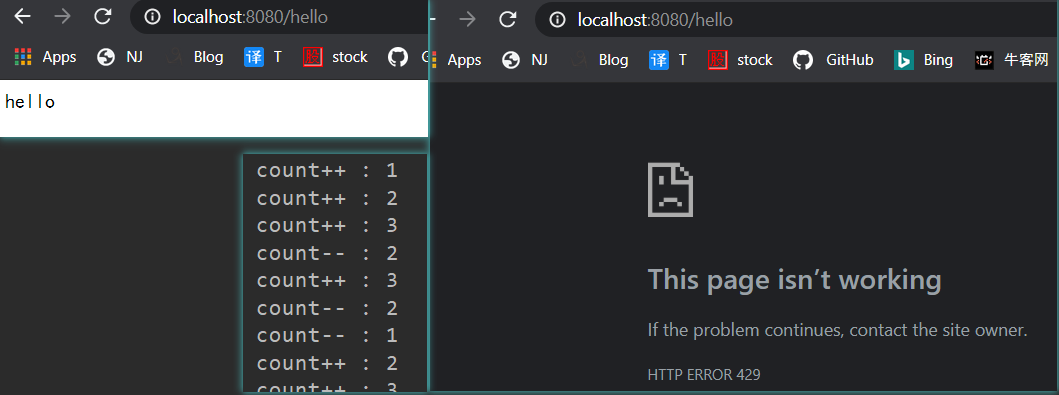 localhost:8080/hello
Apps NJ Blog 译 T 股 stock
hello
count++ : 1
count++ : 2
count++ : 3
count-- : 2
count++ : 3
count-- : 2
count-- : 1
count++ : 2
count++ : 3
localhost:8080/hello
Apps NJ Blog 译 T 股 stock GitHub Bing 牛客网
This page isn’t working
If the problem continues, contact the site owner.
HTTP ERROR 429